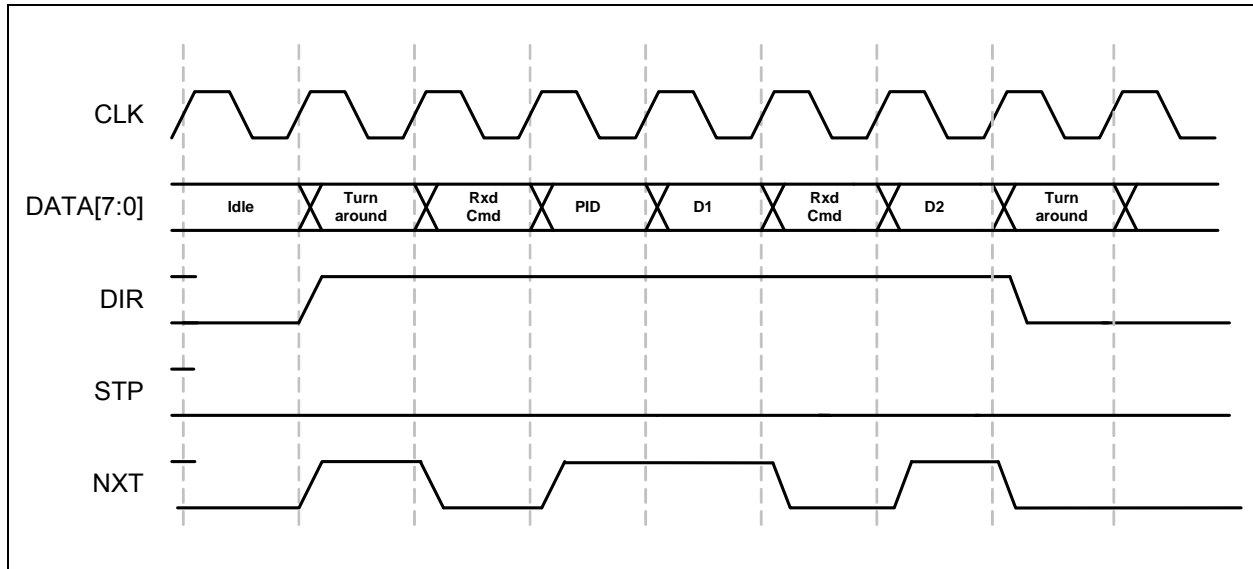 CLK
DATA[7:0]
Idle
Turn
around
Rxd
Cmd
PID
D1
Rxd
Cmd
D2
Turn
around
DIR
STP
NXT